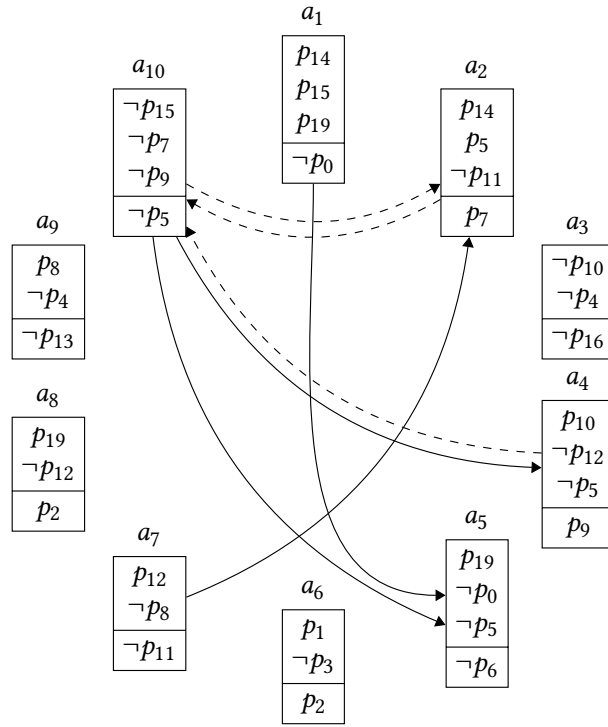 a₁
p₁₄
p₁₅
p₁₉
¬p₀
a₁₀
¬p₁₅
¬p₇
¬p₉
¬p₅
a₂
p₁₄
p₅
¬p₁₁
p₇
a₉
p₈
¬p₄
¬p₁₃
a₃
¬p₁₀
¬p₄
¬p₁₆
a₈
p₁₉
¬p₁₂
p₂
a₄
p₁₀
¬p₁₂
¬p₅
p₉
a₇
p₁₂
¬p₈
¬p₁₁
a₆
p₁
¬p₃
p₂
a₅
p₁₉
¬p₀
¬p₅
¬p₆